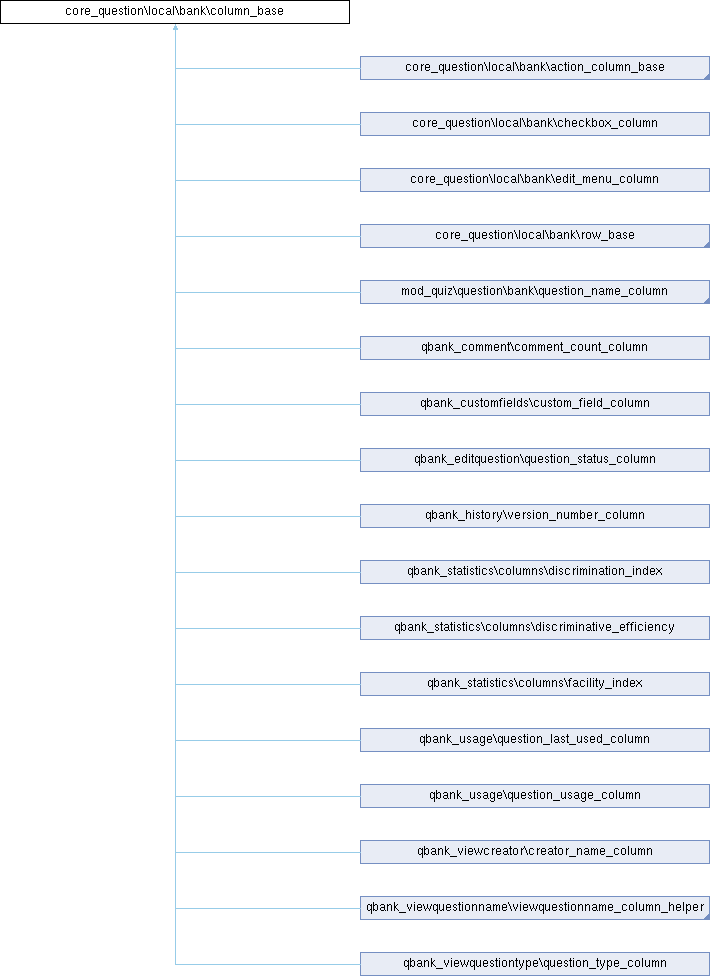 core_question\local\bank\column_base
core_question\local\bank\action_column_base
core_question\local\bank\checkbox_column
core_question\local\bank\edit_menu_column
core_question\local\bank\row_base
mod_quiz\question\bank\question_name_column
qbank_comment\comment_count_column
qbank_customfields\custom_field_column
qbank_editquestion\question_status_column
qbank_history\version_number_column
qbank_statistics\columns\discrimination_index
qbank_statistics\columns\discriminative_efficiency
qbank_statistics\columns\facility_index
qbank_usage\question_last_used_column
qbank_usage\question_usage_column
qbank_viewcreator\creator_name_column
qbank_viewquestionname\viewquestionname_column_helper
qbank_viewquestiontype\question_type_column